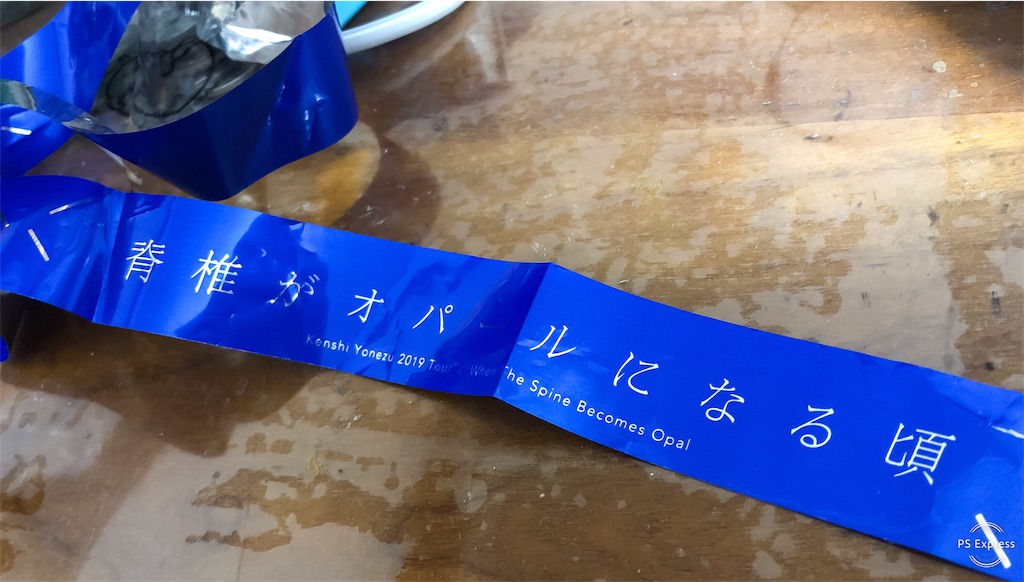 脊椎がオパールになる頃
Kenshi Yonezu 2019 Tour / When The Spine Becomes Opal
PS Express